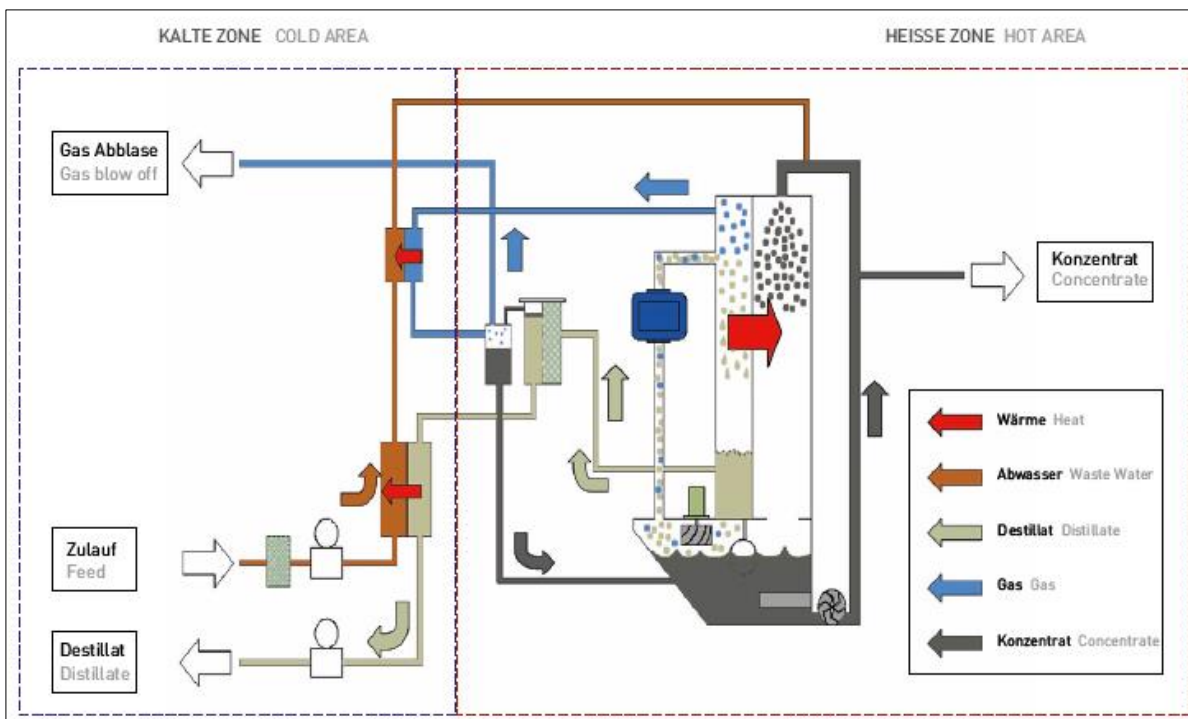 KALTE ZONE COLD AREA
HEISSE ZONE HOT AREA
Gas Abblase
Gas blow off
Konzentrat
Concentrate
Zulauf
Feed
Destillat
Distillate
Wärme Heat
Abwasser Waste Water
Destillat Distillate
Gas Gas
Konzentrat Concentrate